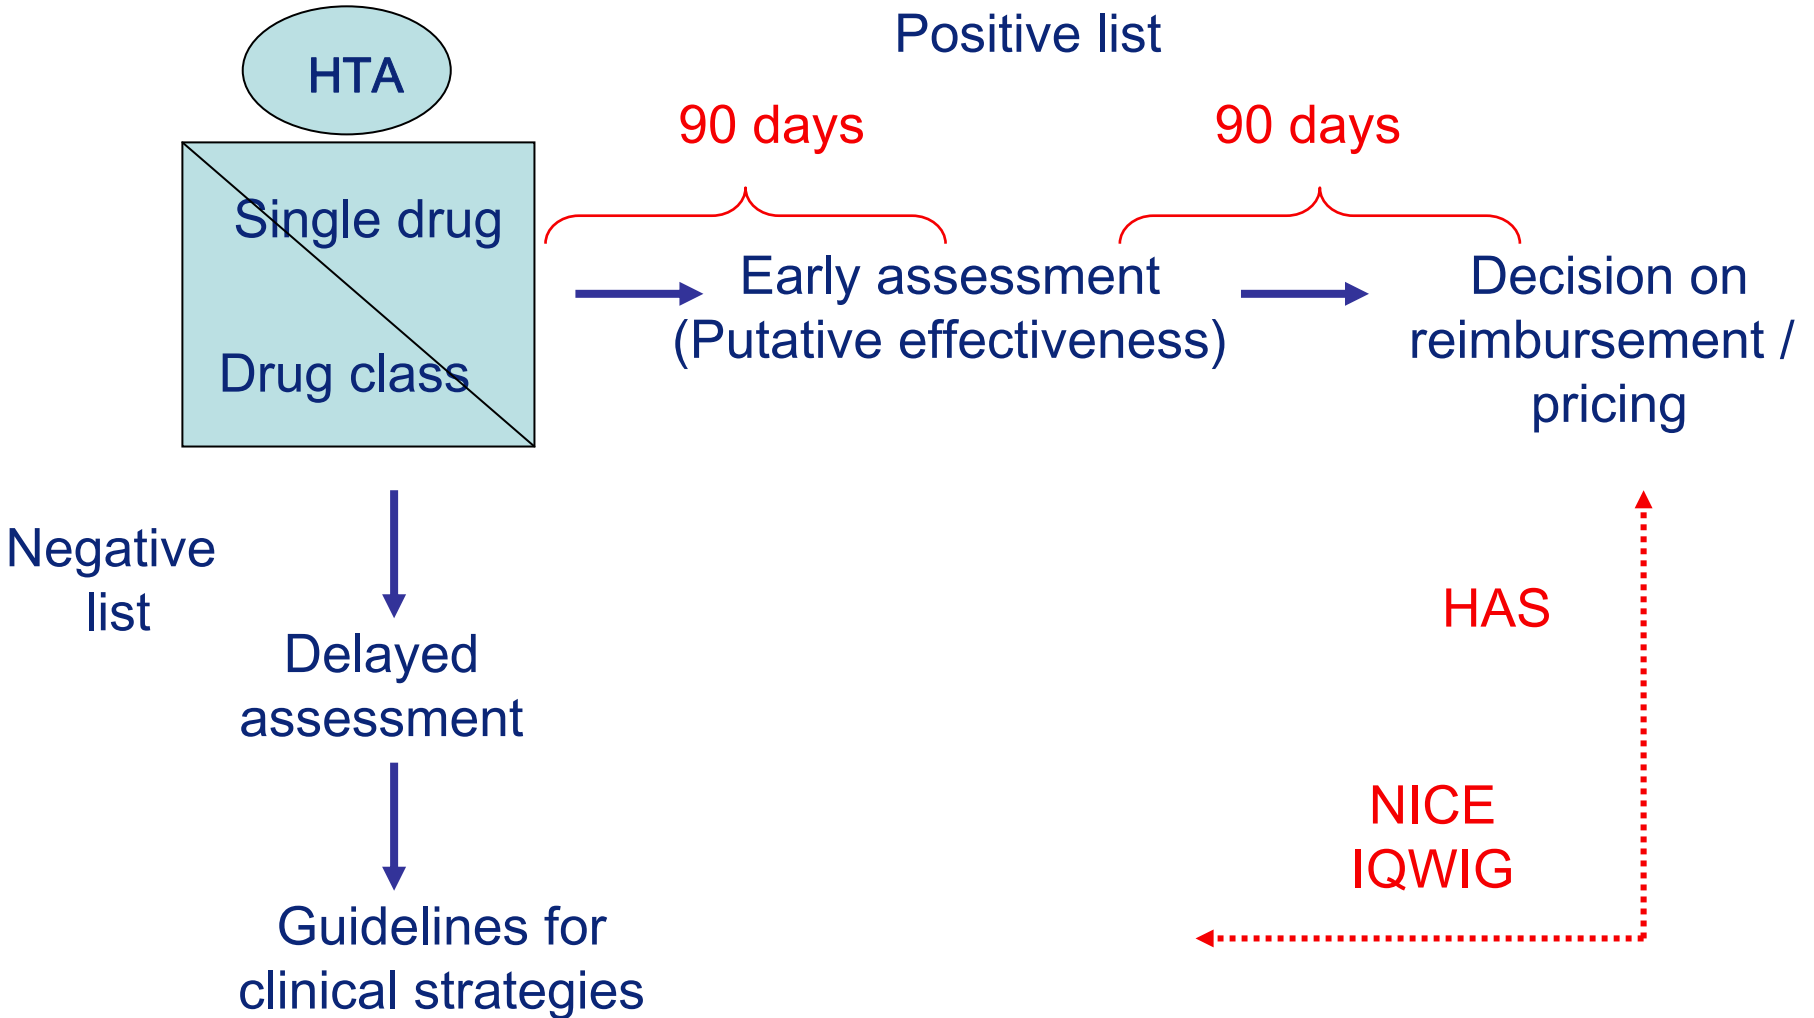 Positive list
HTA
90 days
90 days
Single drug
Drug class
Early assessment
(Putative effectiveness)
Decision on
reimbursement /
pricing
Negative
list
Delayed
assessment
HAS
NICE
IQWIG
Guidelines for
clinical strategies